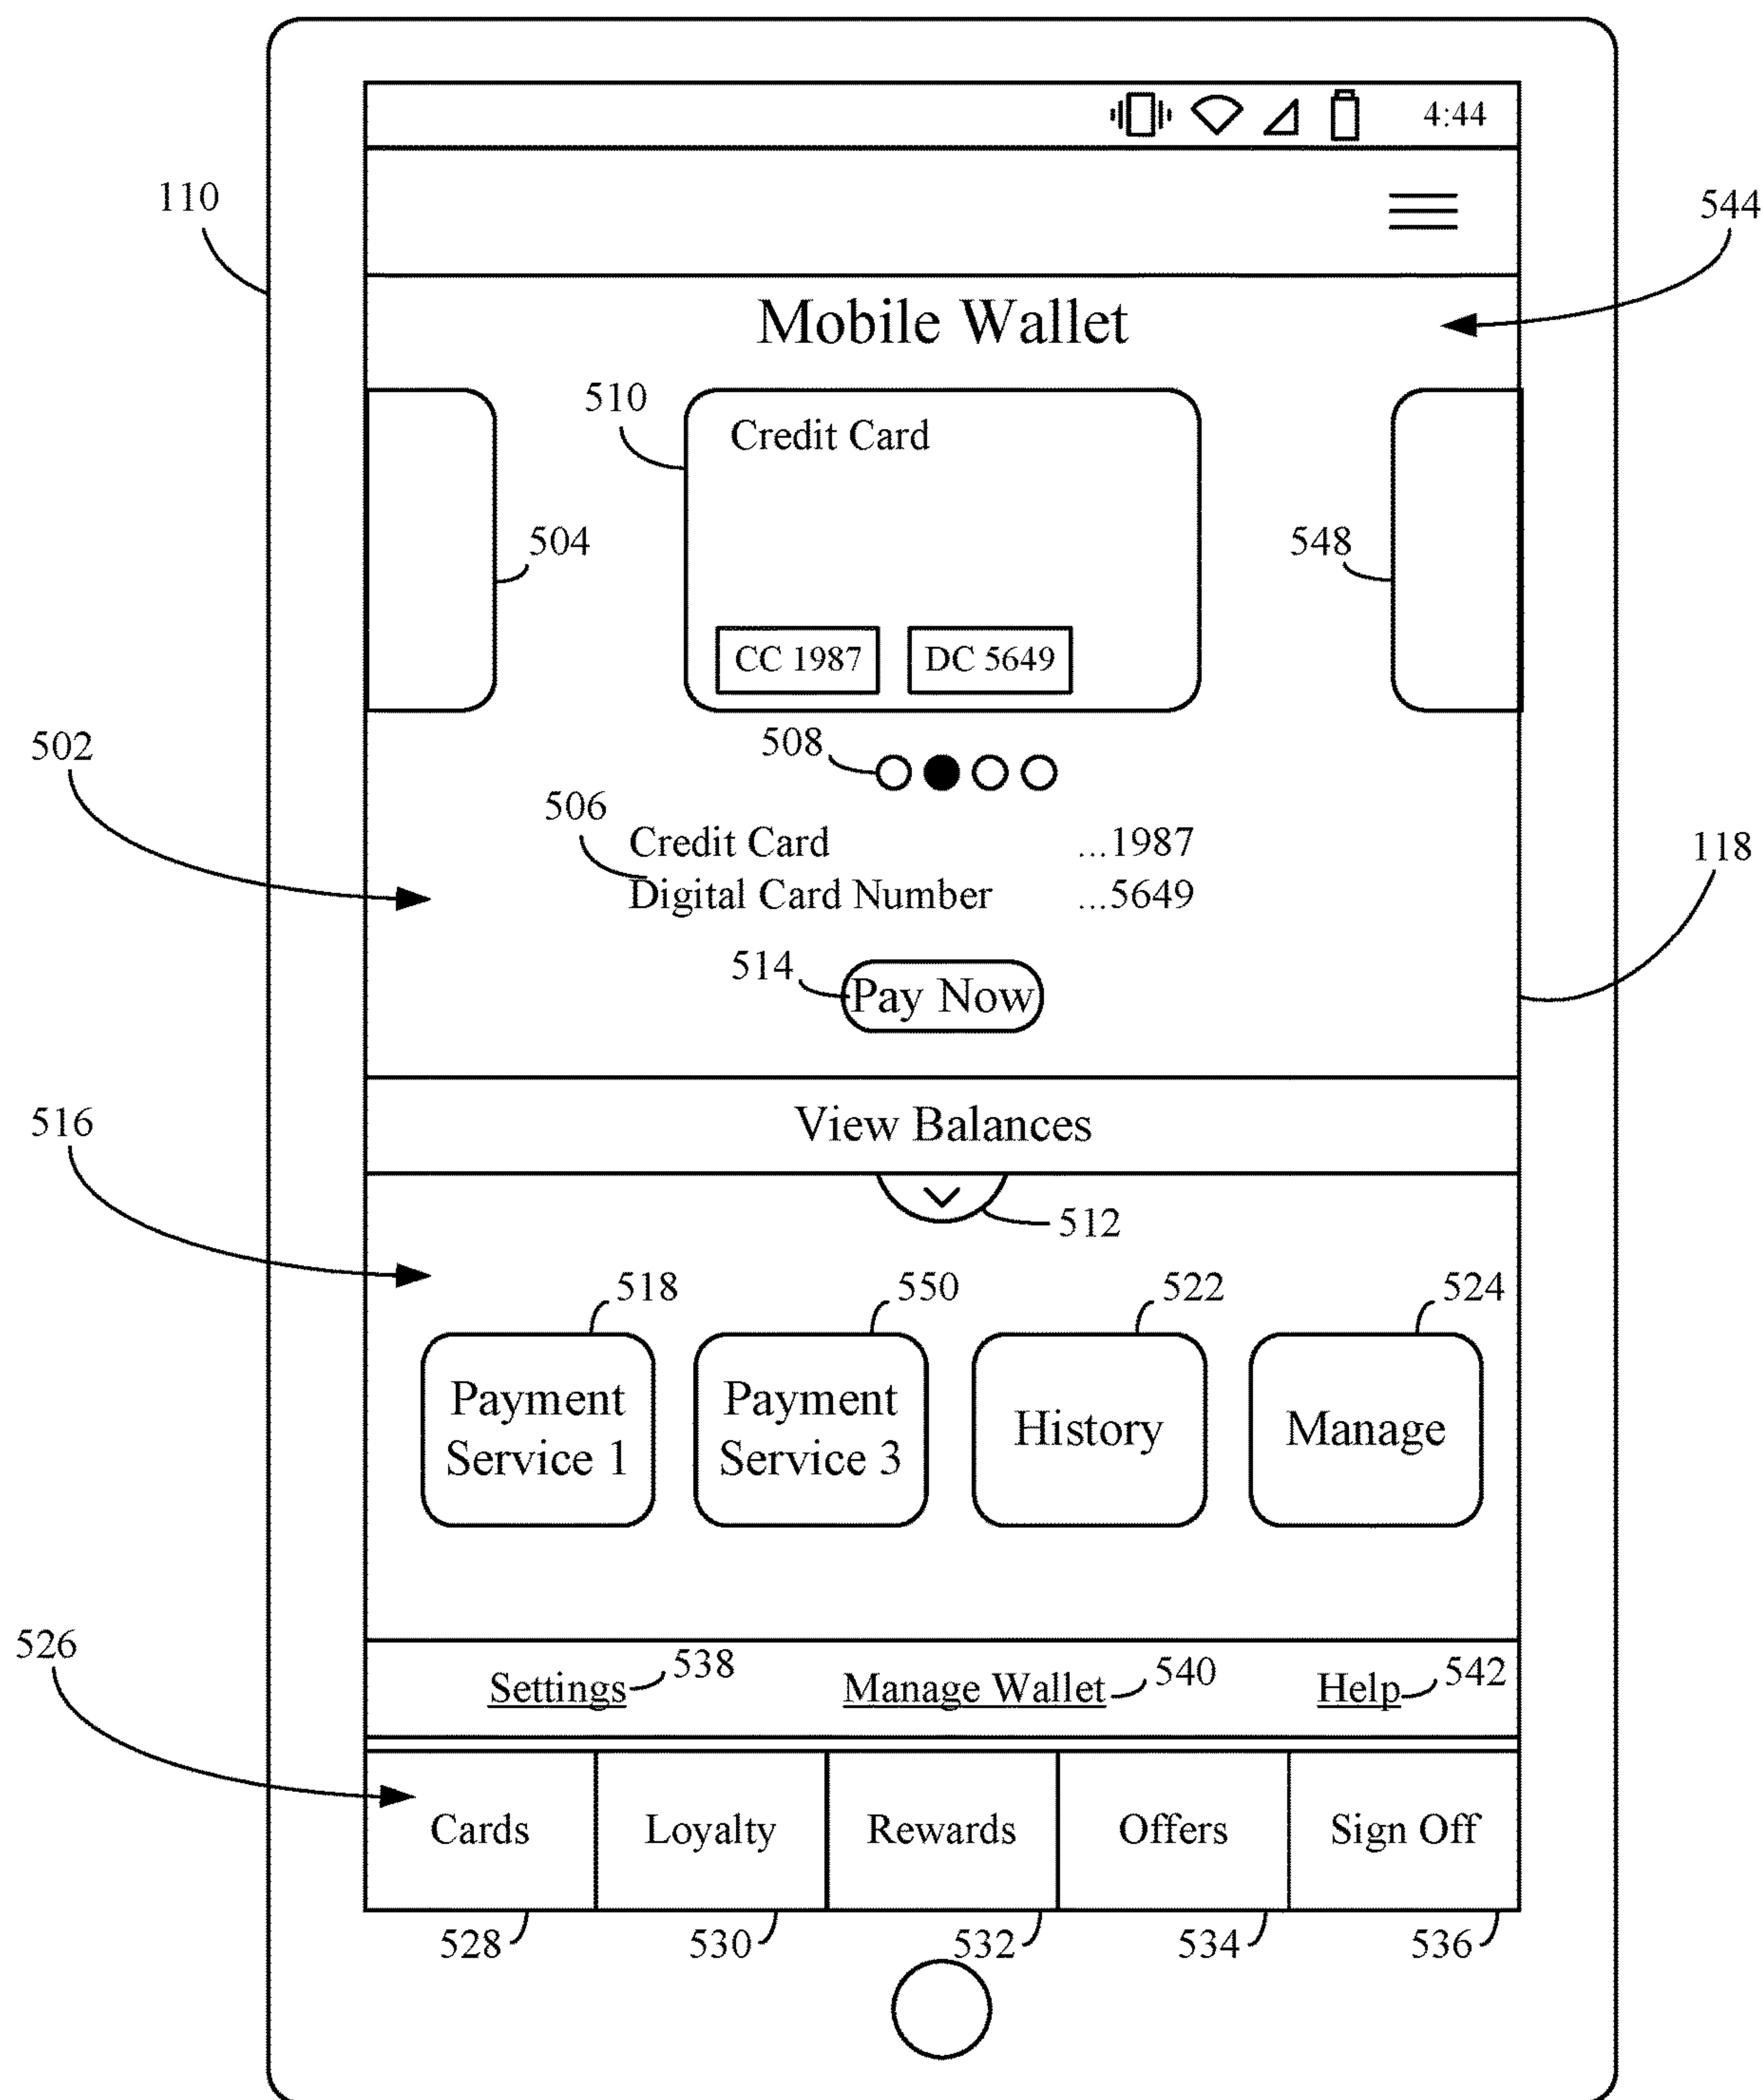 4:44
110
544
Mobile Wallet
510
Credit Card
504
548
CC 1987 DC 5649
502
508
506
Credit Card ...1987
118
Digital Card Number ...5649
514
Pay Now
516
View Balances
512
518 550 522 524
Payment Service 1
Payment Service 3
History
Manage
526
Settings 538 Manage Wallet 540 Help 542
Cards Loyalty Rewards Offers Sign Off
528 530 532 534 536